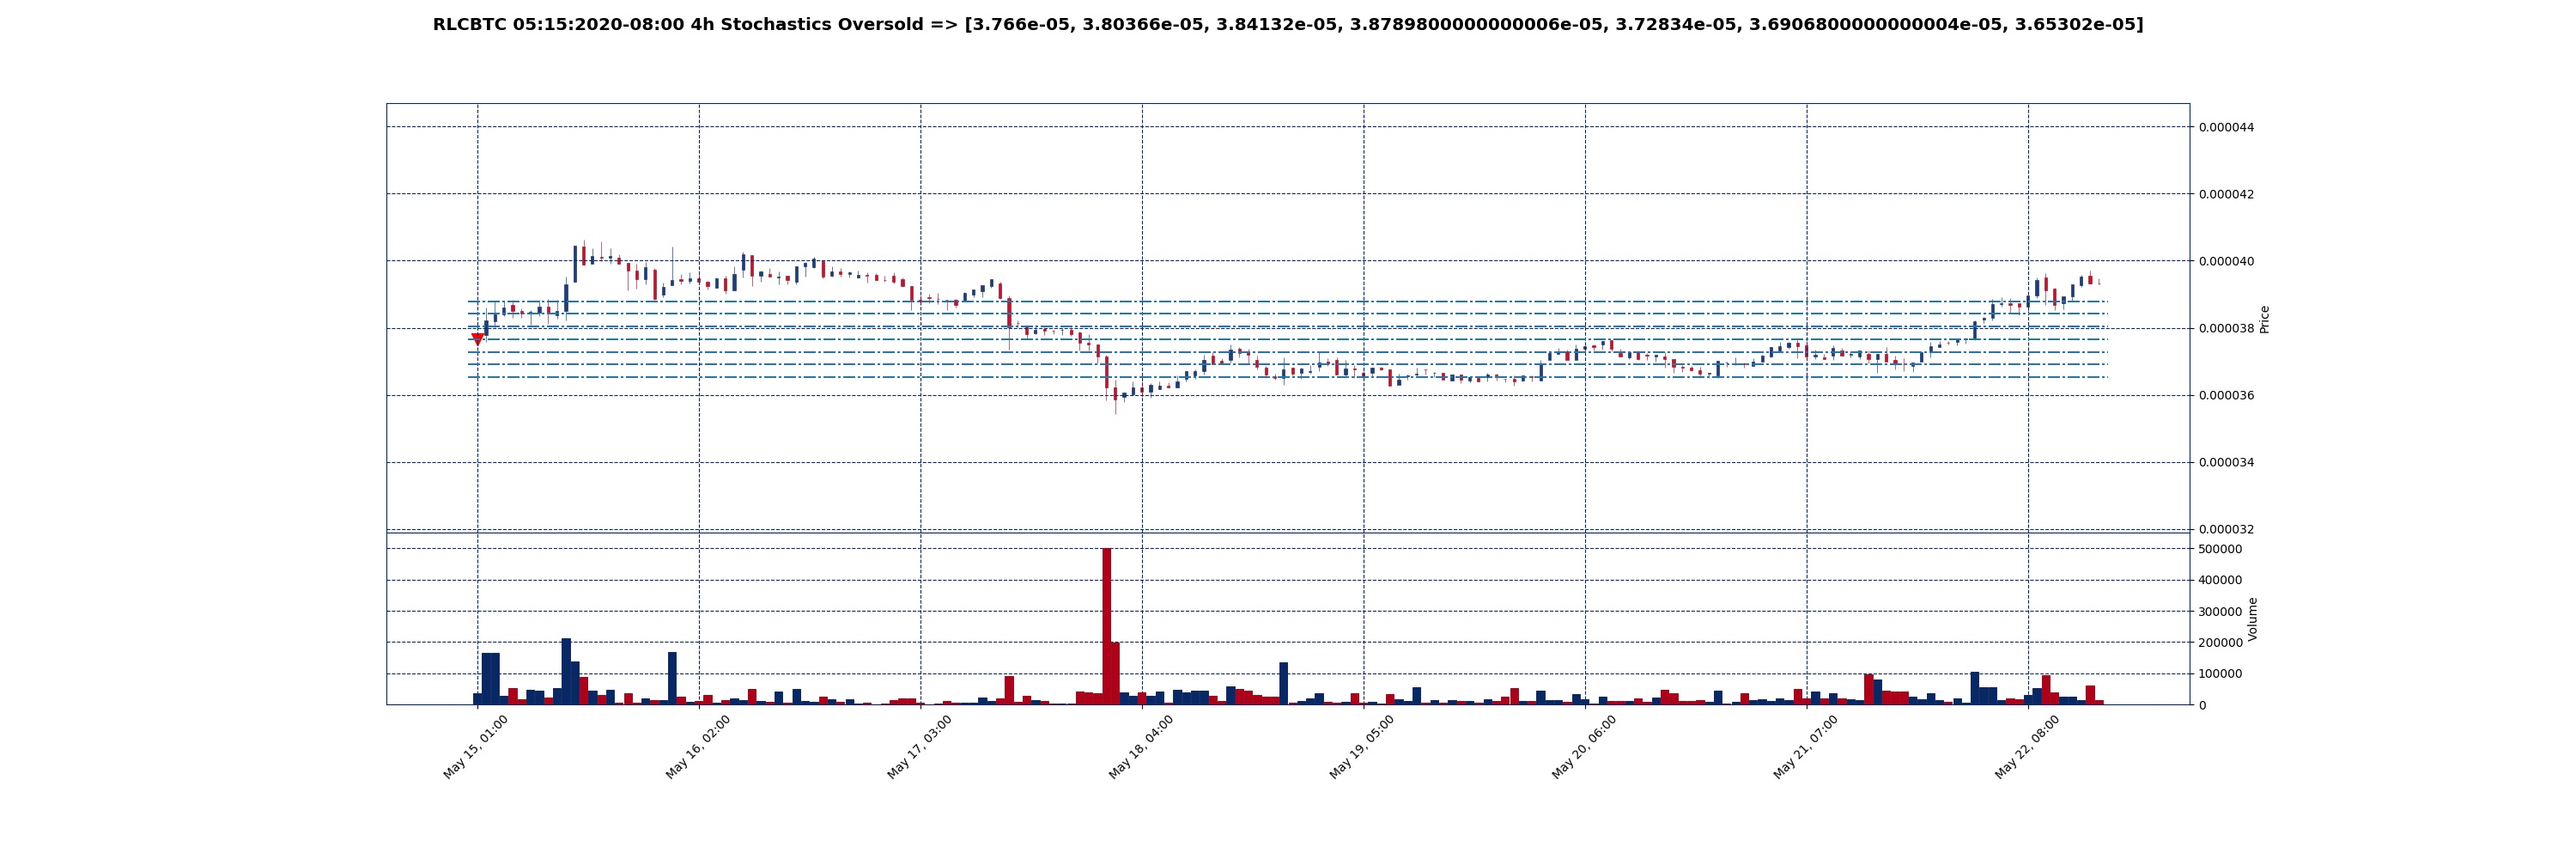 RLCBTC 05:15:2020-08:00 4h Stochastics Oversold => [3.766e-05, 3.80366e-05, 3.84132e-05, 3.8789800000000006e-05, 3.72834e-05, 3.6906800000000004e-05, 3.65302e-05]
0.000044
0.000042
0.000040
0.000038
0.000036
0.000034
0.000032
Price
500000
400000
300000
200000
100000
0
Volume
May 15, 01:00
May 16, 02:00
May 17, 03:00
May 18, 04:00
May 19, 05:00
May 20, 06:00
May 21, 07:00
May 22, 08:00